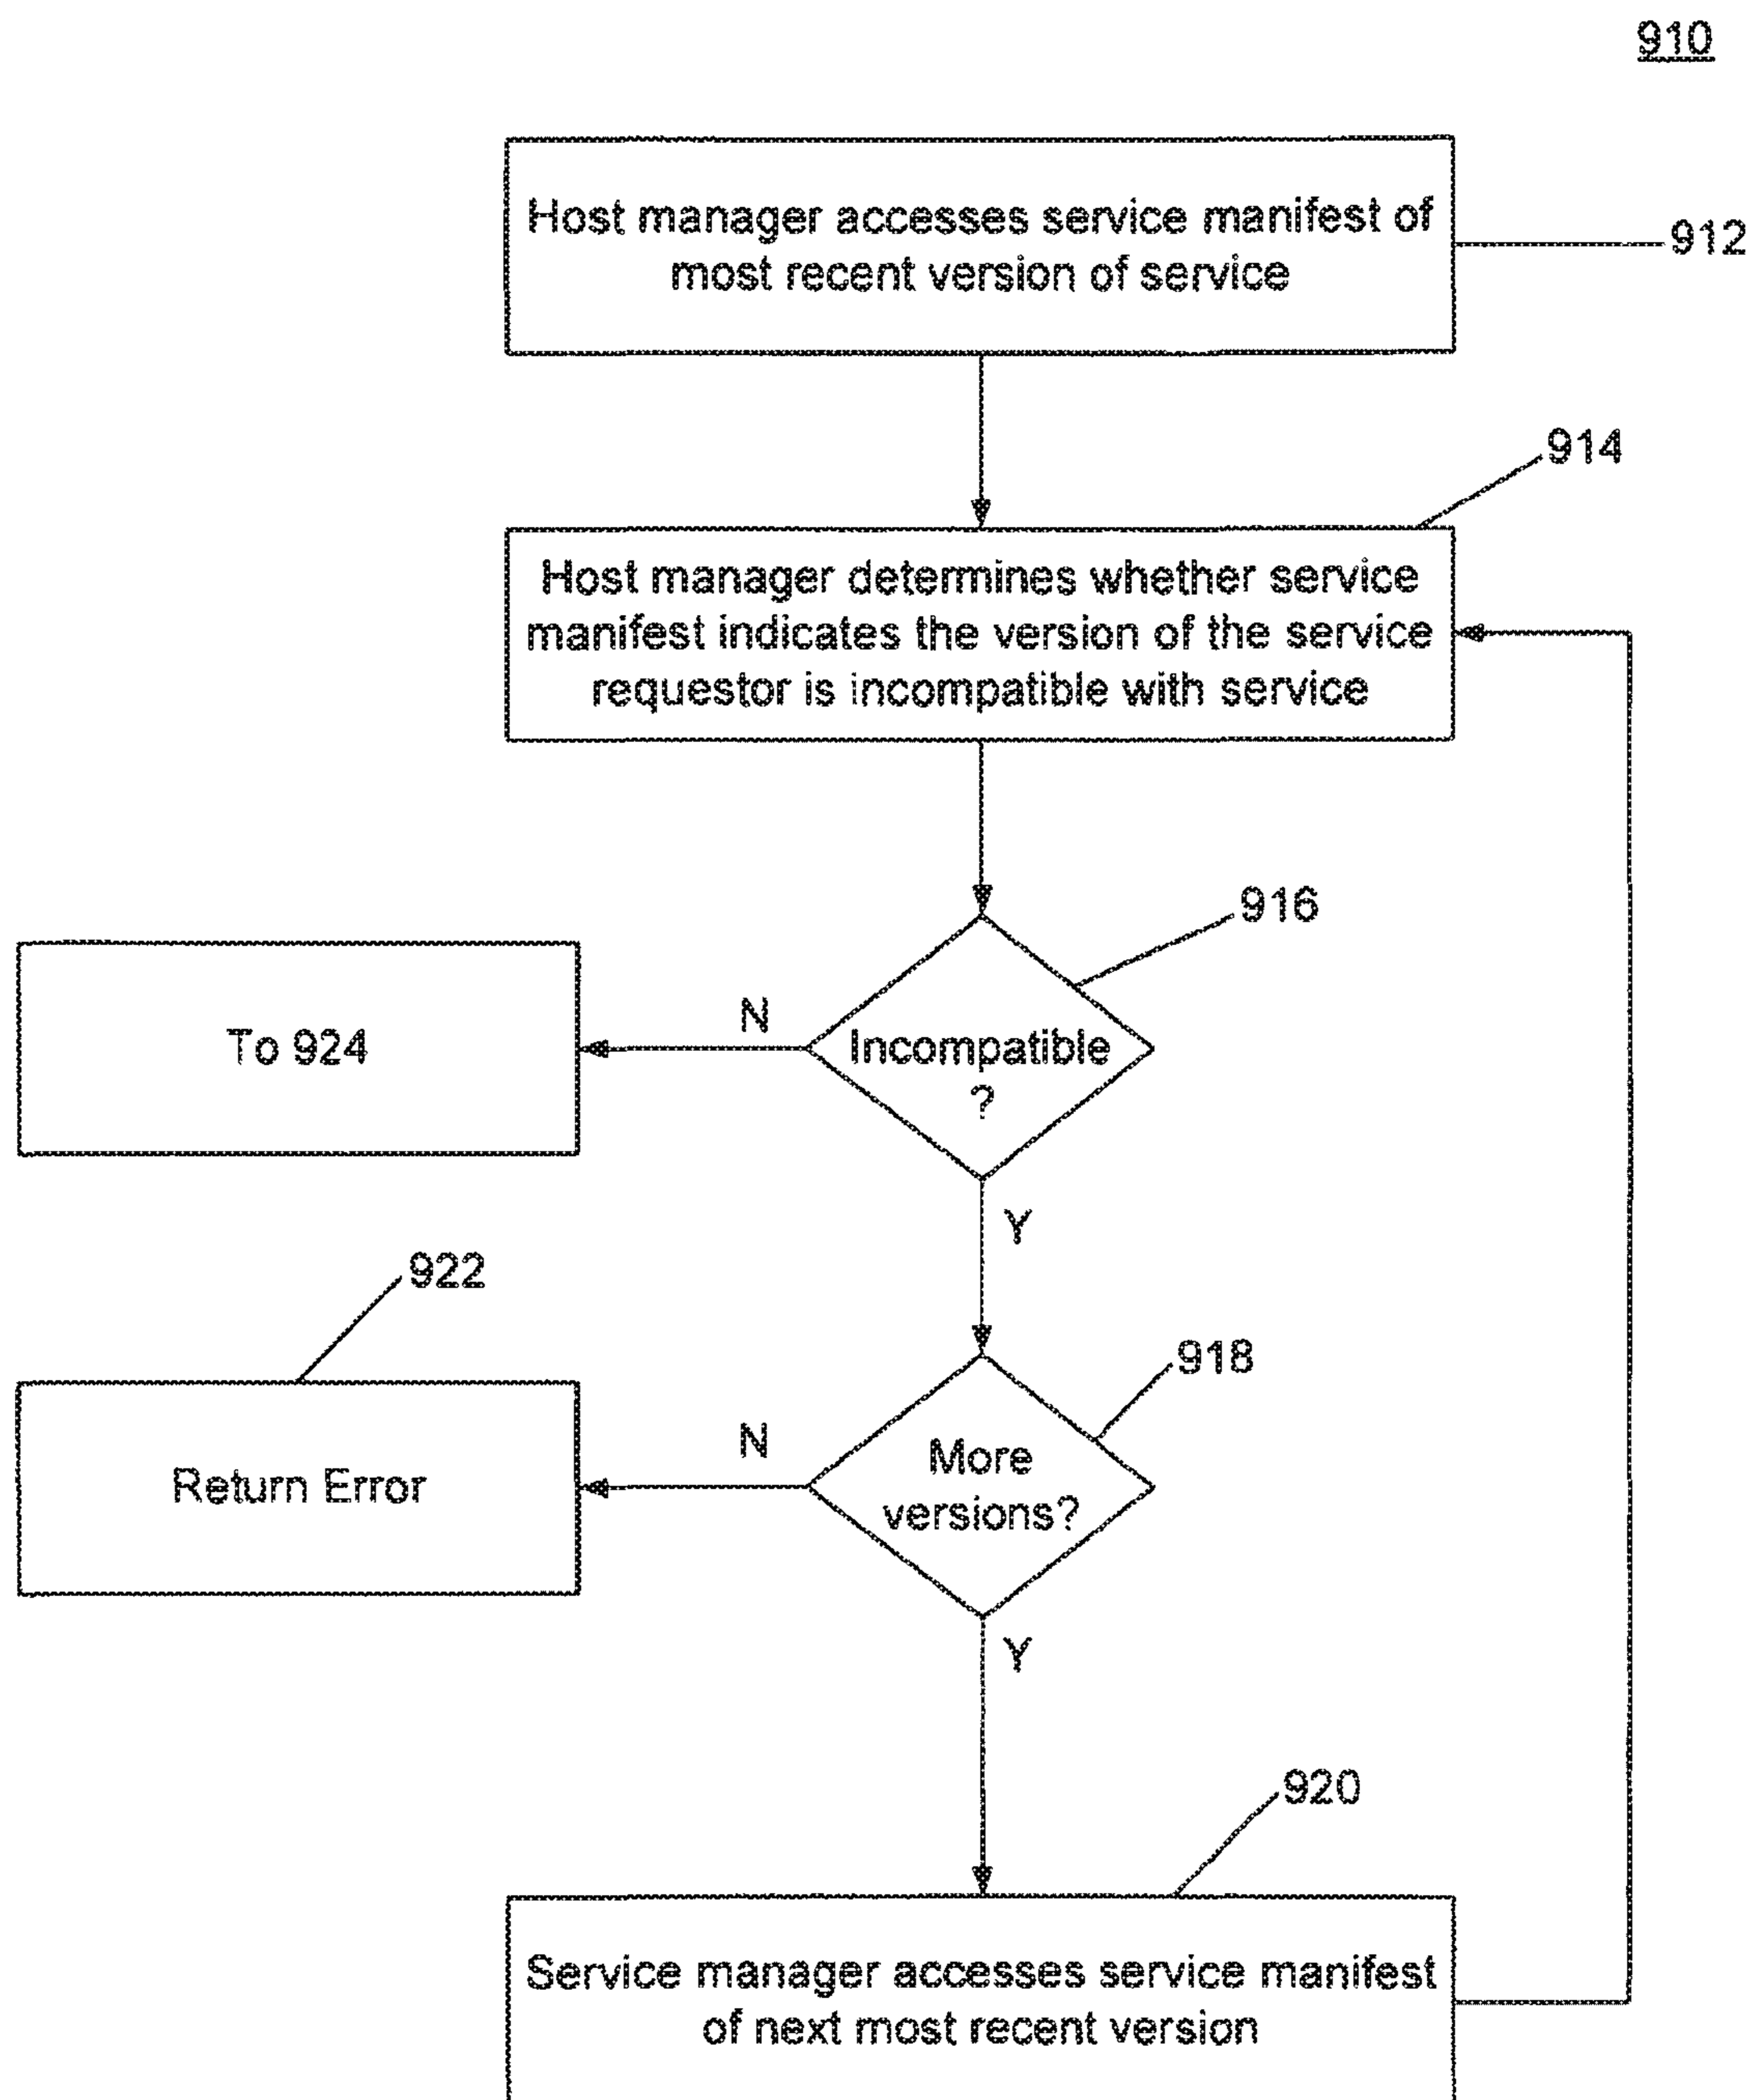 910
Host manager accesses service manifest of
most recent version of service
912
914
Host manager determines whether service
manifest indicates the version of the service
requestor is incompatible with service
916
To 924
N
Incompatible
?
Y
922
918
Return Error
N
More
versions?
Y
920
Service manager accesses service manifest
of next most recent version